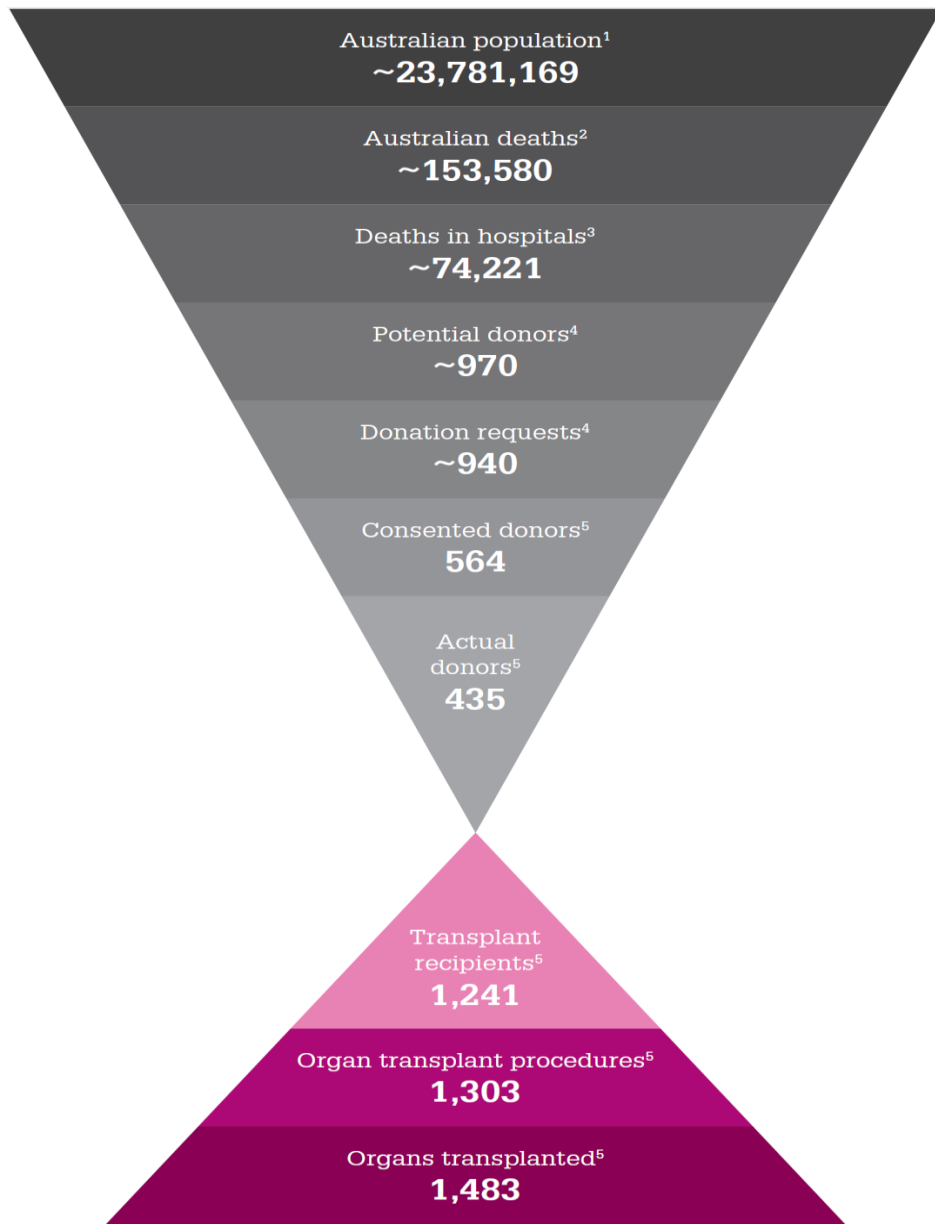 Australian population¹
~23,781,169
Australian deaths²
~153,580
Deaths in hospitals³
~74,221
Potential donors⁴
~970
Donation requests⁴
~940
Consented donors⁵
564
Actual
donors⁵
435
Transplant
recipients⁵
1,241
Organ transplant procedures⁵
1,303
Organs transplanted⁵
1,483